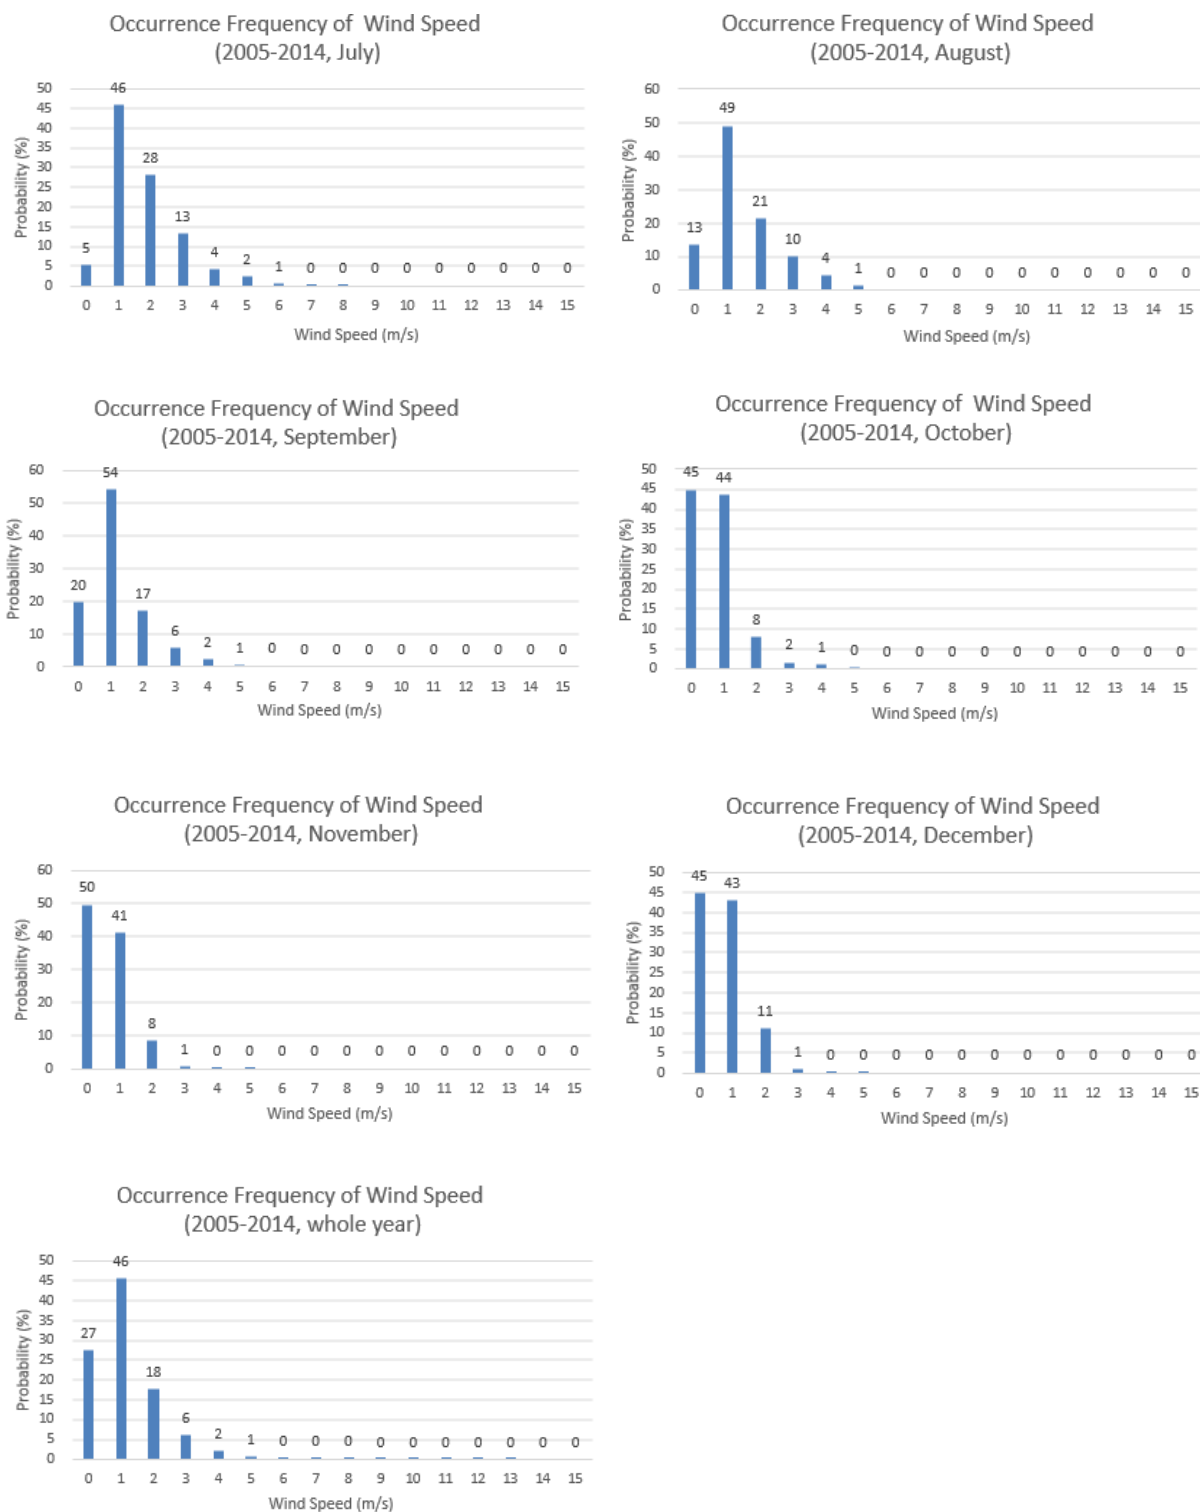 Occurrence Frequency of Wind Speed
(2005-2014, July)
Probability (%)
50
45
40
35
30
25
20
15
10
5
0
5 46 28 13 4 2 1 0 0 0 0 0 0 0 0 0
0 1 2 3 4 5 6 7 8 9 10 11 12 13 14 15
Wind Speed (m/s)
Occurrence Frequency of Wind Speed
(2005-2014, August)
Probability (%)
60
50
40
30
20
10
0
13 49 21 10 4 1 0 0 0 0 0 0 0 0 0 0
0 1 2 3 4 5 6 7 8 9 10 11 12 13 14 15
Wind Speed (m/s)
Occurrence Frequency of Wind Speed
(2005-2014, September)
Probability (%)
60
50
40
30
20
10
0
20 54 17 6 2 1 0 0 0 0 0 0 0 0 0 0
0 1 2 3 4 5 6 7 8 9 10 11 12 13 14 15
Wind Speed (m/s)
Occurrence Frequency of Wind Speed
(2005-2014, October)
Probability (%)
50
45
40
35
30
25
20
15
10
5
0
45 44 8 2 1 0 0 0 0 0 0 0 0 0 0 0
0 1 2 3 4 5 6 7 8 9 10 11 12 13 14 15
Wind Speed (m/s)
Occurrence Frequency of Wind Speed
(2005-2014, November)
Probability (%)
60
50
40
30
20
10
0
50 41 8 1 0 0 0 0 0 0 0 0 0 0 0 0
0 1 2 3 4 5 6 7 8 9 10 11 12 13 14 15
Wind Speed (m/s)
Occurrence Frequency of Wind Speed
(2005-2014, December)
Probability (%)
50
45
40
35
30
25
20
15
10
5
0
45 43 11 1 0 0 0 0 0 0 0 0 0 0 0 0
0 1 2 3 4 5 6 7 8 9 10 11 12 13 14 15
Wind Speed (m/s)
Occurrence Frequency of Wind Speed
(2005-2014, whole year)
Probability (%)
50
45
40
35
30
25
20
15
10
5
0
27 46 18 6 2 1 0 0 0 0 0 0 0 0 0 0
0 1 2 3 4 5 6 7 8 9 10 11 12 13 14 15
Wind Speed (m/s)